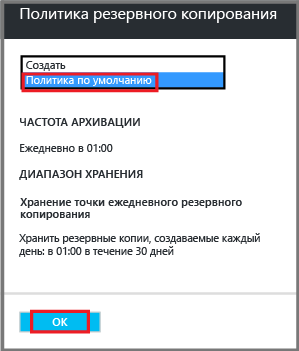 Политика резервного копирования
Создать
Политика по умолчанию
ЧАСТОТА АРХИВАЦИИ
Ежедневно в 01:00
ДИАПАЗОН ХРАНЕНИЯ
Хранение точки ежедневного резервного
копирования
Хранить резервные копии, создаваемые каждый
день: в 01:00 в течение 30 дней
ОК